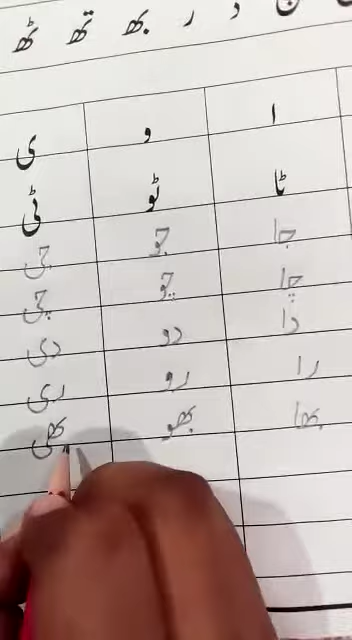 د ر بھ تھ ٹھ
ا و ی
ٹا ٹو ٹی
جا جو جی
چا چو چی
دا دو دی
را رو ری
بھا بھو بھی